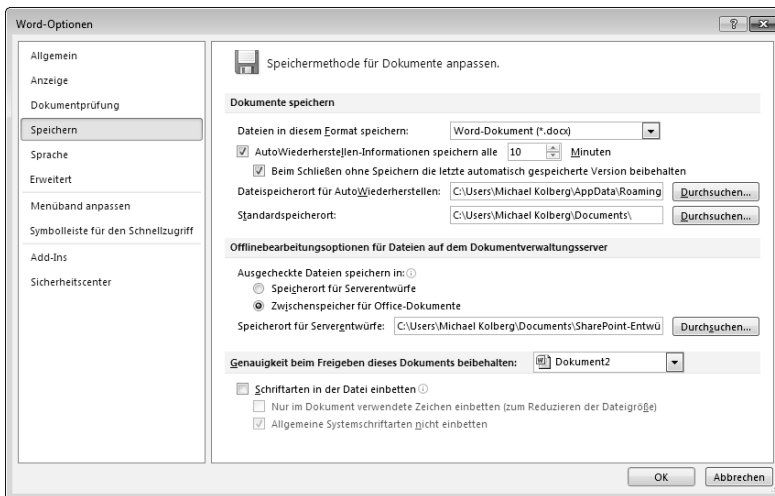 Word-Optionen
Allgemein
Anzeige
Dokumentprüfung
Speichern
Sprache
Erweitert
Menüband anpassen
Symbolleiste für den Schnellzugriff
Add-Ins
Sicherheitscenter
Speichermethode für Dokumente anpassen.
Dokumente speichern
Dateien in diesem Format speichern: Word-Dokument (*.docx)
AutoWiederherstellen-Informationen speichern alle 10 Minuten
Beim Schließen ohne Speichern die letzte automatisch gespeicherte Version beibehalten
Dateispeicherort für AutoWiederherstellen: C:\Users\Michael Kolberg\AppData\Roaming Durchsuchen...
Standardspeicherort: C:\Users\Michael Kolberg\Documents\ Durchsuchen...
Offlinebearbeitungsoptionen für Dateien auf dem Dokumentverwaltungsserver
Ausgecheckte Dateien speichern in:
Speicherort für Serverentwürfe
Zwischenspeicher für Office-Dokumente
Speicherort für Serverentwürfe: C:\Users\Michael Kolberg\Documents\SharePoint-Entwü Durchsuchen...
Genauigkeit beim Freigeben dieses Dokuments beibehalten: Dokument2
Schriftarten in der Datei einbetten
Nur im Dokument verwendete Zeichen einbetten (zum Reduzieren der Dateigröße)
Allgemeine Systemschriftarten nicht einbetten
OK Abbrechen